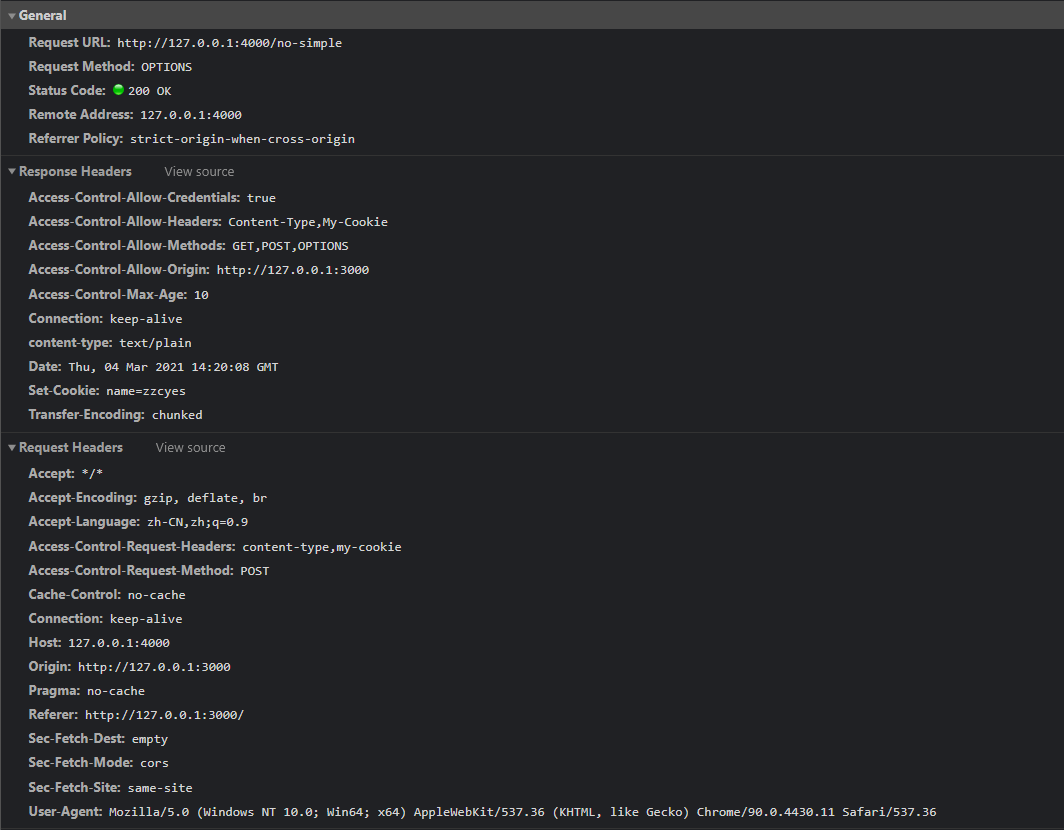 General
Request URL: http://127.0.0.1:4000/no-simple
Request Method: OPTIONS
Status Code: 200 OK
Remote Address: 127.0.0.1:4000
Referrer Policy: strict-origin-when-cross-origin
Response Headers View source
Access-Control-Allow-Credentials: true
Access-Control-Allow-Headers: Content-Type,My-Cookie
Access-Control-Allow-Methods: GET,POST,OPTIONS
Access-Control-Allow-Origin: http://127.0.0.1:3000
Access-Control-Max-Age: 10
Connection: keep-alive
content-type: text/plain
Date: Thu, 04 Mar 2021 14:20:08 GMT
Set-Cookie: name=zzcyes
Transfer-Encoding: chunked
Request Headers View source
Accept: */*
Accept-Encoding: gzip, deflate, br
Accept-Language: zh-CN,zh;q=0.9
Access-Control-Request-Headers: content-type,my-cookie
Access-Control-Request-Method: POST
Cache-Control: no-cache
Connection: keep-alive
Host: 127.0.0.1:4000
Origin: http://127.0.0.1:3000
Pragma: no-cache
Referer: http://127.0.0.1:3000/
Sec-Fetch-Dest: empty
Sec-Fetch-Mode: cors
Sec-Fetch-Site: same-site
User-Agent: Mozilla/5.0 (Windows NT 10.0; Win64; x64) AppleWebKit/537.36 (KHTML, like Gecko) Chrome/90.0.4430.11 Safari/537.36